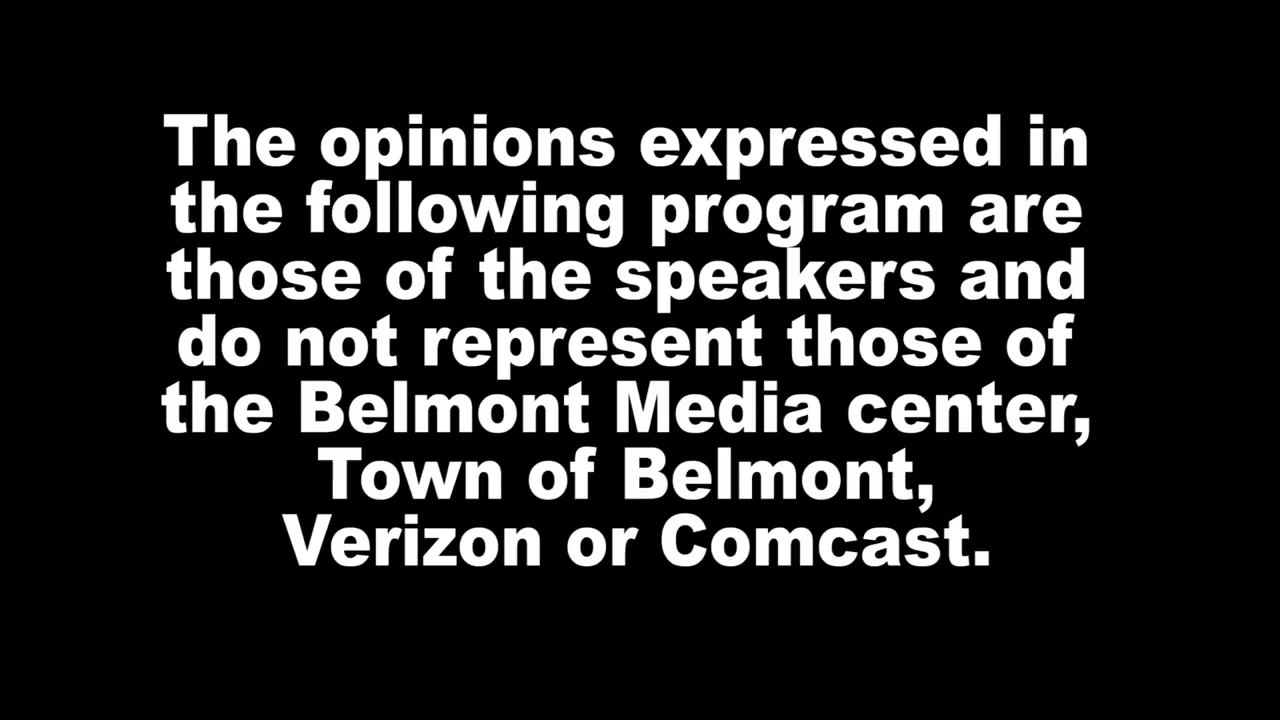 The opinions expressed in
the following program are
those of the speakers and
do not represent those of
the Belmont Media center,
Town of Belmont,
Verizon or Comcast.